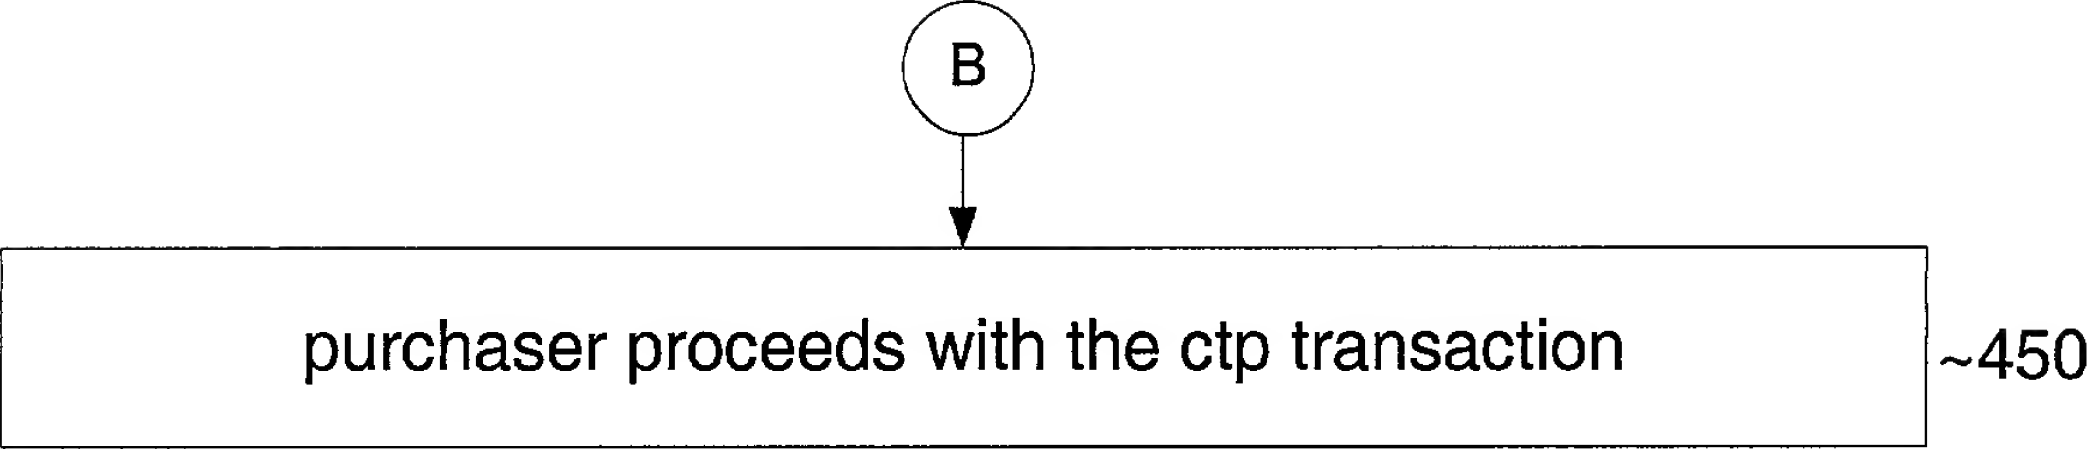 B
purchaser proceeds with the ctp transaction
~450